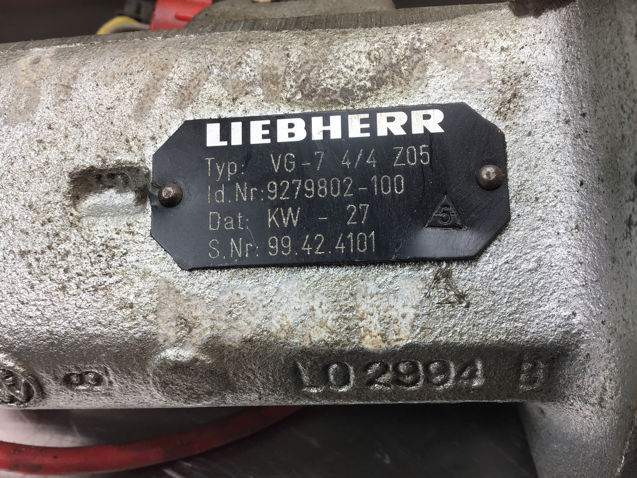 LIEBHERR
Typ: VG-7 4/4 Z05
Id.Nr: 9279802-100
Dat: KW - 27
5
S.Nr: 99.42.4101
8
LO 2994 B